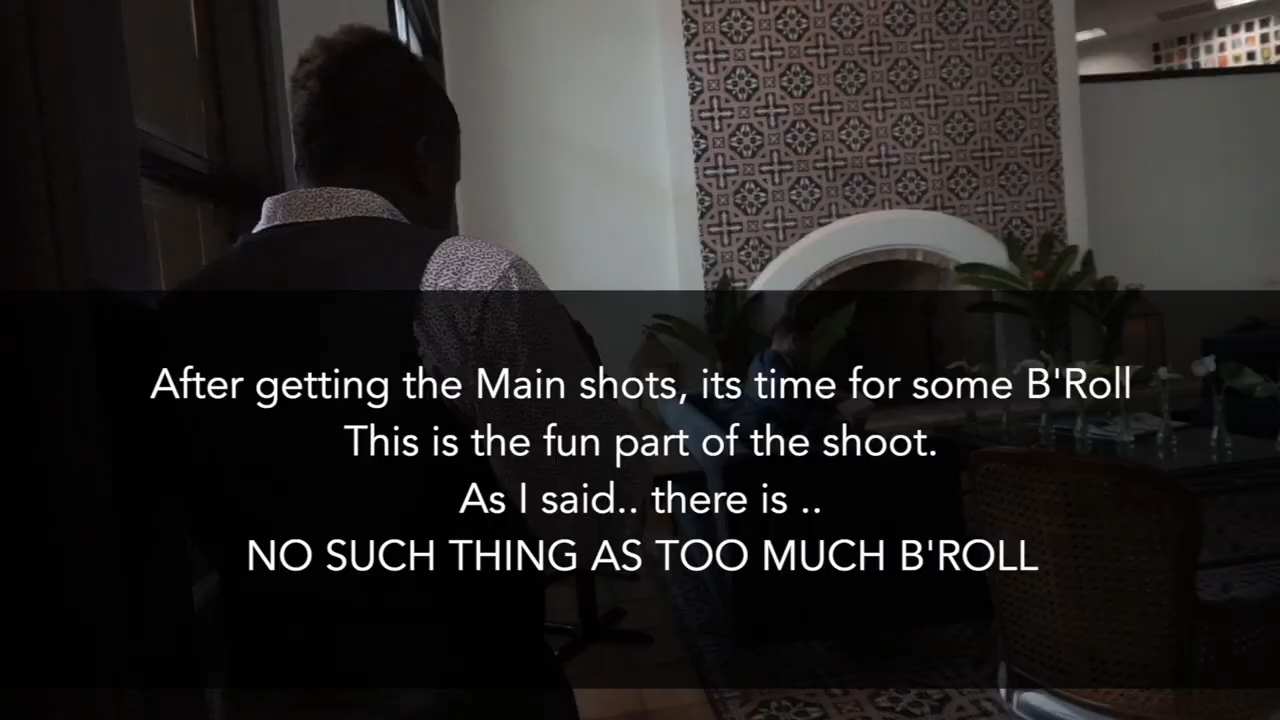 After getting the Main shots, its time for some B'Roll
This is the fun part of the shoot.
As I said.. there is ..
NO SUCH THING AS TOO MUCH B'ROLL